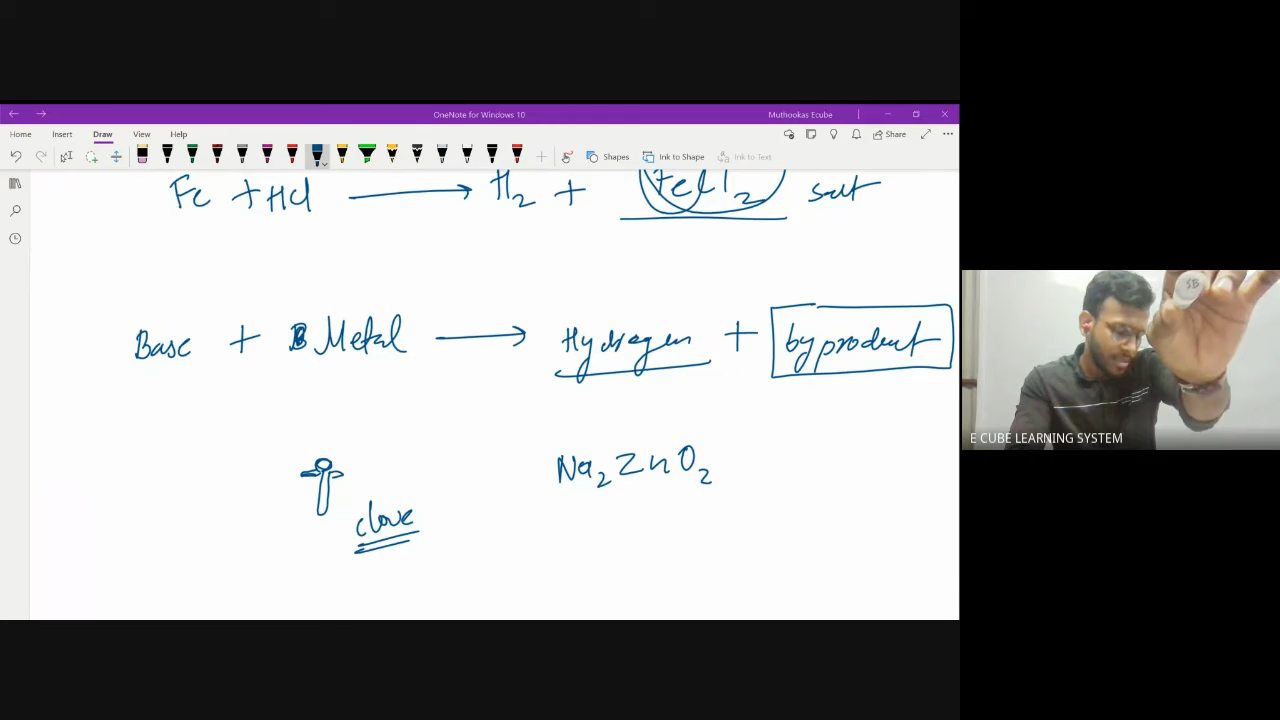 OneNote for Windows 10
Muthookas Ecube
Home Insert Draw View Help
Share
Shapes Ink to Shape Ink to Text
Fe + HCl → H2 + FeCl2 salt
Base + B Metal → Hydrogen + byproduct
Na2ZnO2
clove
SB
E CUBE LEARNING SYSTEM